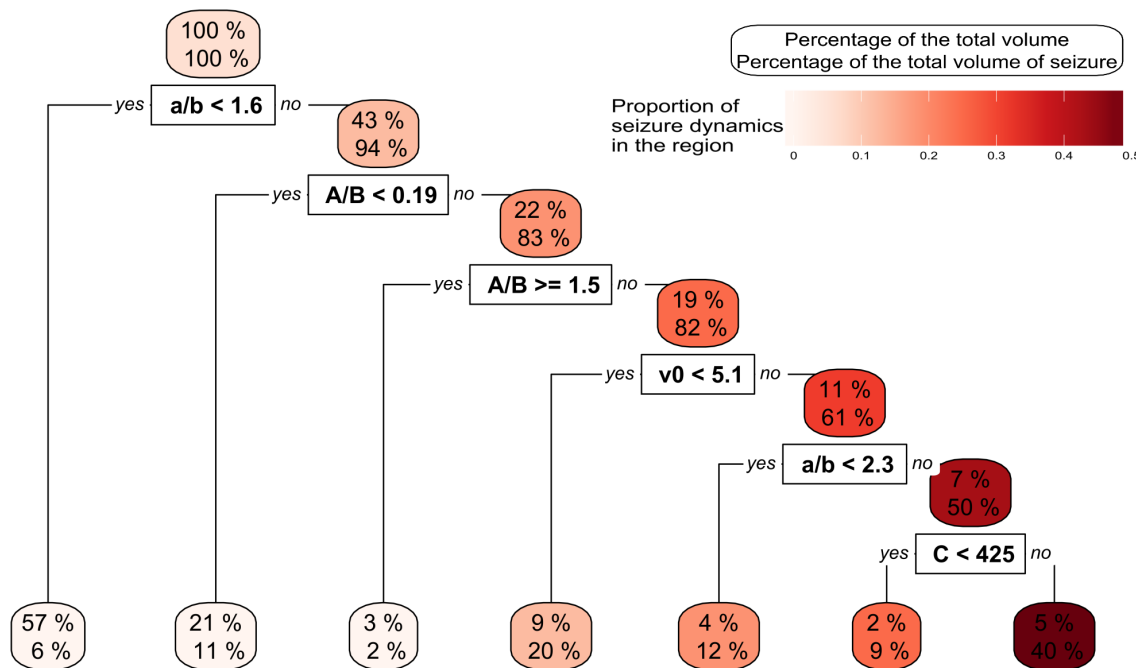 100 %
100 %
Percentage of the total volume
Percentage of the total volume of seizure
yes a/b < 1.6 no
Proportion of
seizure dynamics
in the region
0 0.1 0.2 0.3 0.4 0.5
43 %
94 %
yes A/B < 0.19 no
22 %
83 %
yes A/B >= 1.5 no
19 %
82 %
yes v0 < 5.1 no
11 %
61 %
yes a/b < 2.3 no
7 %
50 %
yes C < 425 no
57 % 21 % 3 % 9 % 4 % 2 % 5 %
6 % 11 % 2 % 20 % 12 % 9 % 40 %